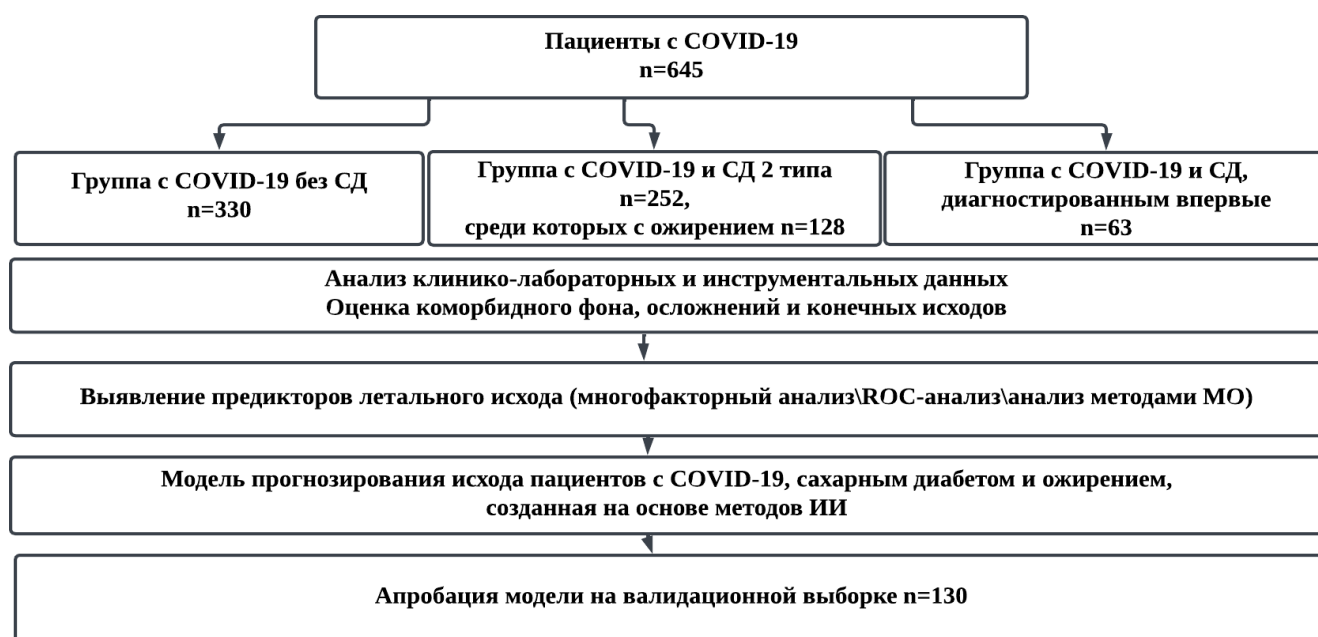 Пациенты с COVID-19
n=645
Группа с COVID-19 без СД
n=330
Группа с COVID-19 и СД 2 типа
n=252,
среди которых с ожирением n=128
Группа с COVID-19 и СД,
диагностированным впервые
n=63
Анализ клинико-лабораторных и инструментальных данных
Оценка коморбидного фона, осложнений и конечных исходов
Выявление предикторов летального исхода (многофакторный анализ\ROC-анализ\анализ методами МО)
Модель прогнозирования исхода пациентов с COVID-19, сахарным диабетом и ожирением,
созданная на основе методов ИИ
Апробация модели на валидационной выборке n=130